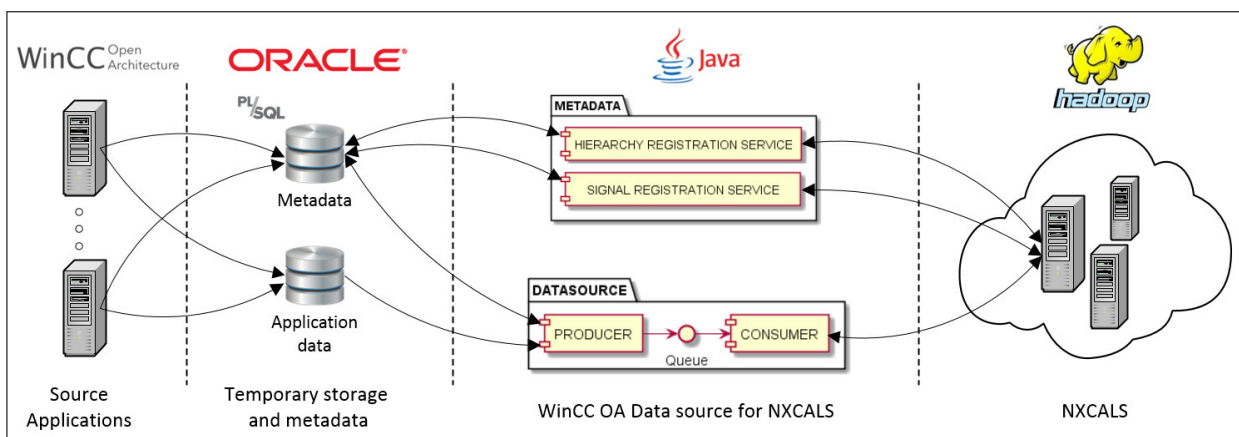 WinCC Open
Architecture
ORACLE®
PL/
SQL
Java
hadoop
Metadata
Application
data
METADATA
HIERARCHY REGISTRATION SERVICE
SIGNAL REGISTRATION SERVICE
DATASOURCE
PRODUCER
Queue
CONSUMER
Source
Applications
Temporary storage
and metadata
WinCC OA Data source for NXCALS
NXCALS